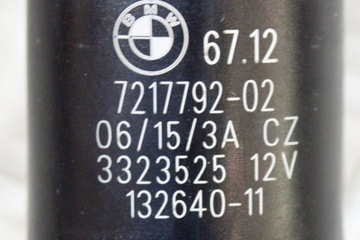 BMW 67.12
7217792-02
06/15/3A CZ
3323525 12V
132640-11